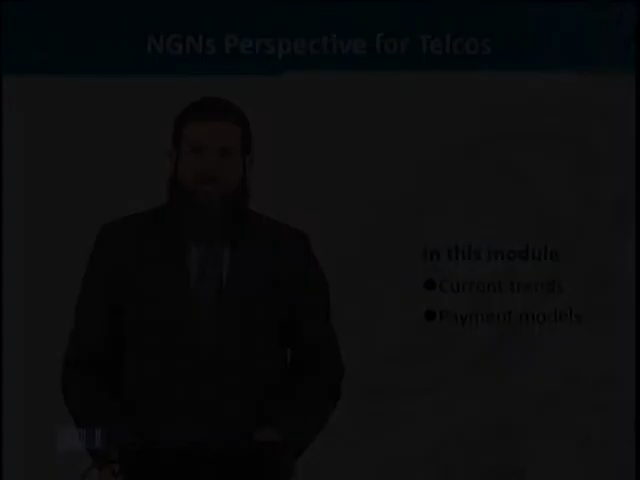 NGNs Perspective for Telcos
In this module
●Current trends
●Payment models